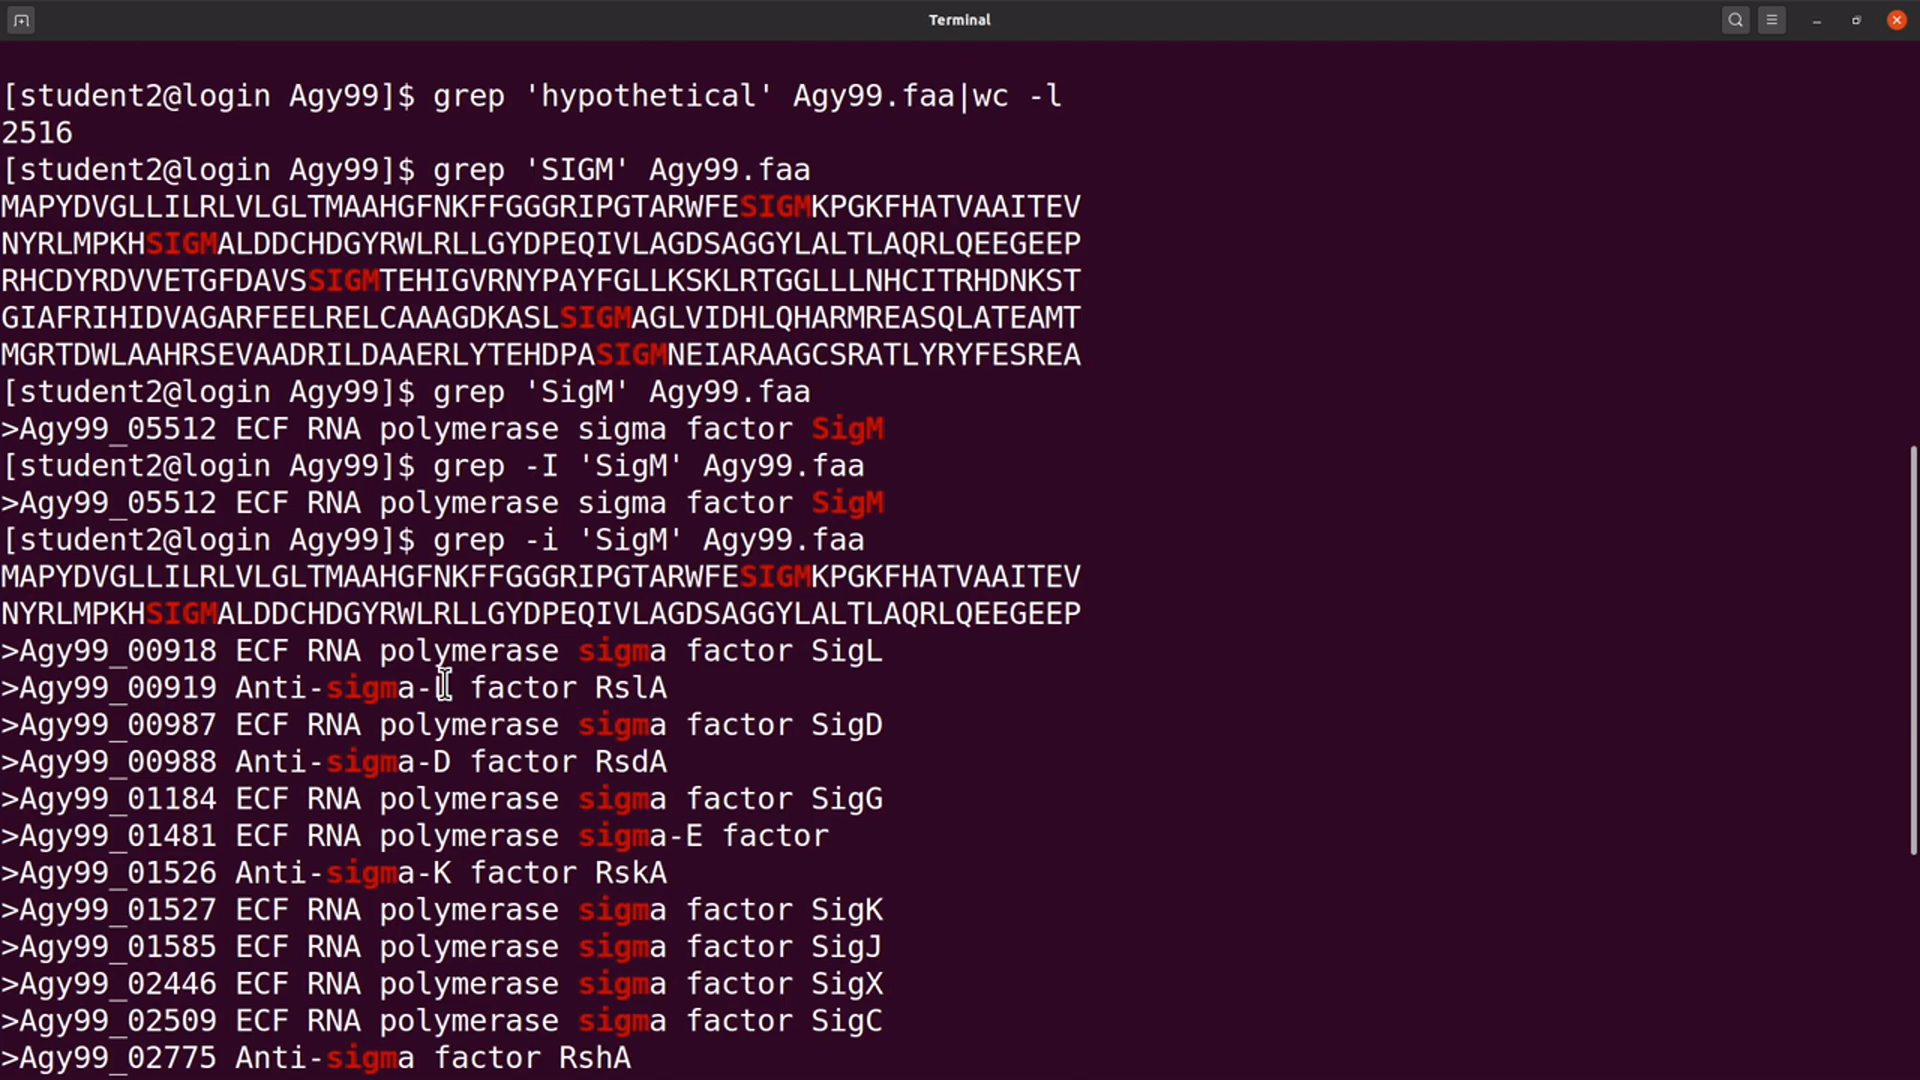 Terminal
[student2@login Agy99]$ grep 'hypothetical' Agy99.faa|wc -l
2516
[student2@login Agy99]$ grep 'SIGM' Agy99.faa
MAPYDVGLLILRLVLGLTMAAHGFNKFFGGGRIPGTARWFESIGMKPGKFHATVAAITEV
NYRLMPKHSIGMALDDCHDGYRWLRLLGYDPEQIVLAGDSAGGYLALTLAQRLQEEGEEP
RHCDYRDVVETGFDAVSSIGMTEHIGVRNYPAYFGLLKSKLRTGGLLLNHCITRHDNKST
GIAFRIHIDVAGARFEELRELCAAAGDKASLSIGMAGLVIDHLQHARMREASQLATEAMT
MGRTDWLAAHRSEVAADRILDAAERLYTEHDPASIGMNEIARAAGCSRATLYRYFESREA
[student2@login Agy99]$ grep 'SigM' Agy99.faa
>Agy99_05512 ECF RNA polymerase sigma factor SigM
[student2@login Agy99]$ grep -I 'SigM' Agy99.faa
>Agy99_05512 ECF RNA polymerase sigma factor SigM
[student2@login Agy99]$ grep -i 'SigM' Agy99.faa
MAPYDVGLLILRLVLGLTMAAHGFNKFFGGGRIPGTARWFESIGMKPGKFHATVAAITEV
NYRLMPKHSIGMALDDCHDGYRWLRLLGYDPEQIVLAGDSAGGYLALTLAQRLQEEGEEP
>Agy99_00918 ECF RNA polymerase sigma factor SigL
>Agy99_00919 Anti-sigma-L factor RslA
>Agy99_00987 ECF RNA polymerase sigma factor SigD
>Agy99_00988 Anti-sigma-D factor RsdA
>Agy99_01184 ECF RNA polymerase sigma factor SigG
>Agy99_01481 ECF RNA polymerase sigma-E factor
>Agy99_01526 Anti-sigma-K factor RskA
>Agy99_01527 ECF RNA polymerase sigma factor SigK
>Agy99_01585 ECF RNA polymerase sigma factor SigJ
>Agy99_02446 ECF RNA polymerase sigma factor SigX
>Agy99_02509 ECF RNA polymerase sigma factor SigC
>Agy99_02775 Anti-sigma factor RshA